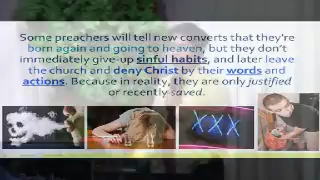 Some preachers will tell new converts that they're
born again and going to heaven, but they don't
immediately give-up sinful habits, and later leave
the church and deny Christ by their words and
actions. Because in reality, they are only justified
or recently saved.
XXX